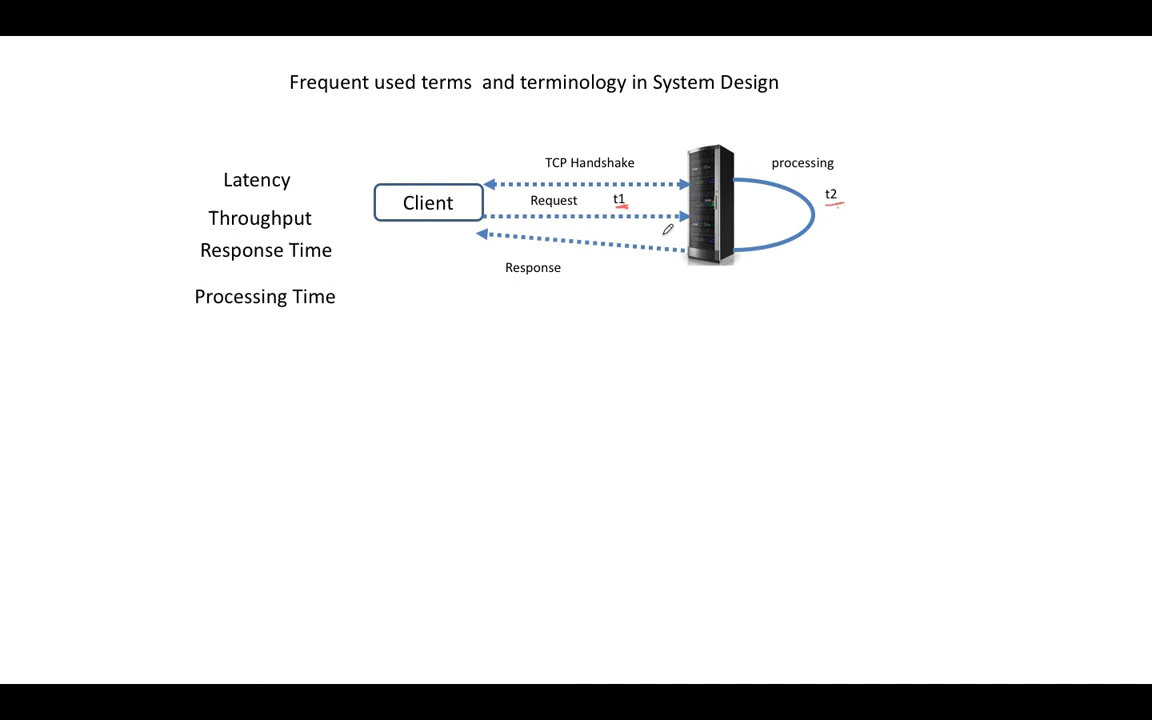 Frequent used terms and terminology in System Design
TCP Handshake
processing
Latency
Client
Request
t1
t2
Throughput
Response Time
Response
Processing Time